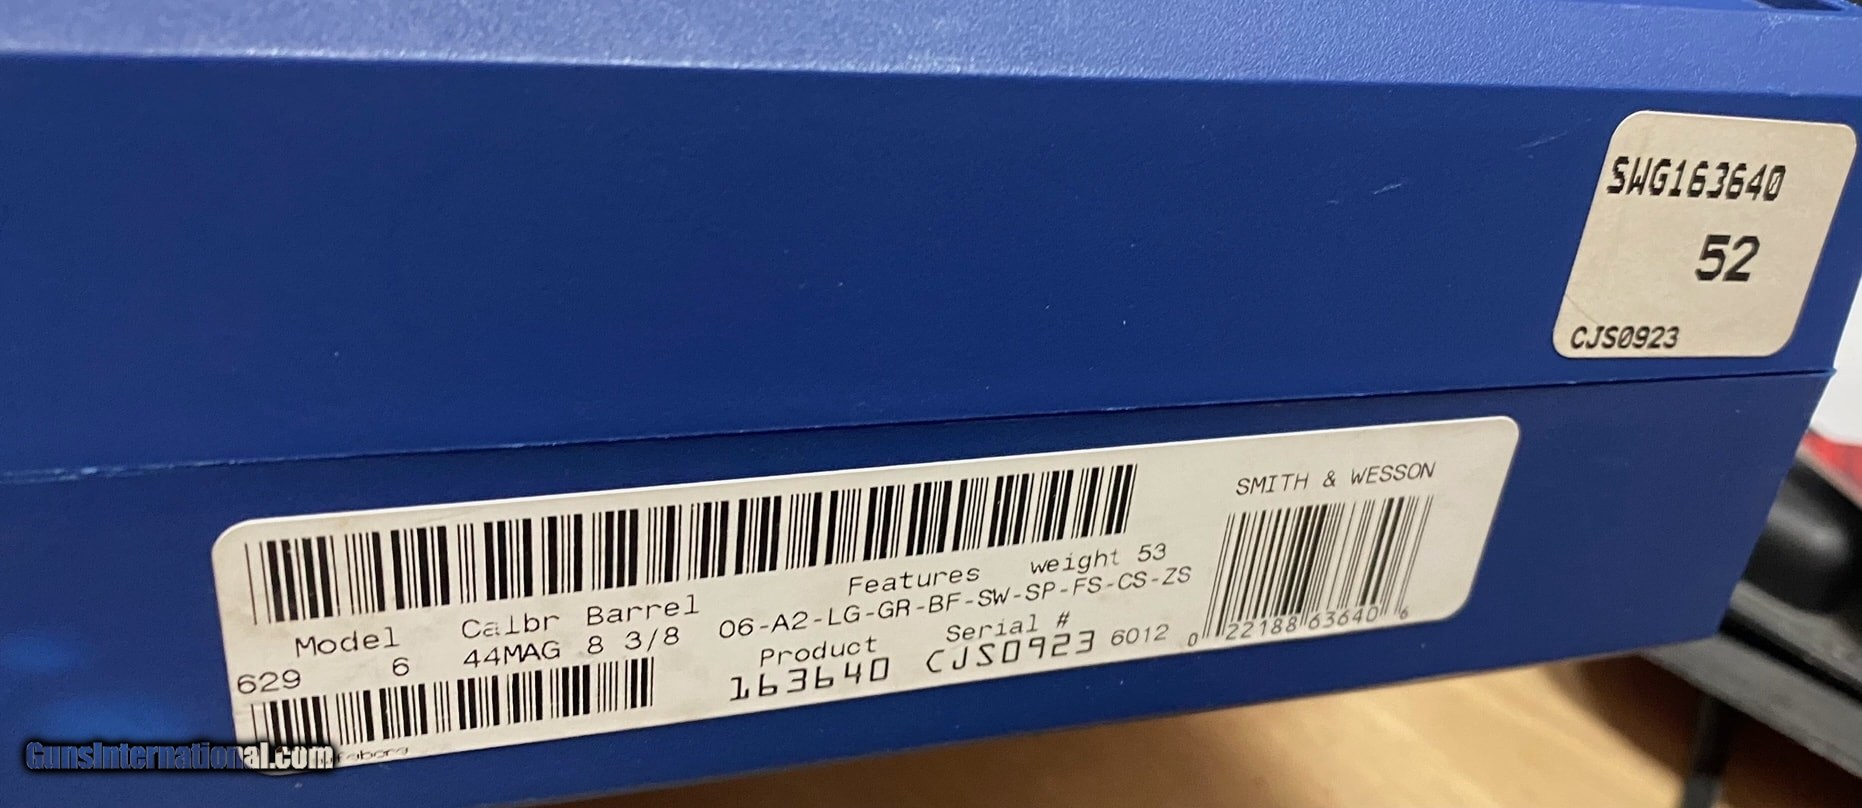 SWG163640
52
CJS0923
SMITH & WESSON
Features weight 53
Model Calbr Barrel 06-A2-LG-GR-BF-SW-SP-FS-CS-ZS
629 6 44MAG 8 3/8 Product Serial #
163640 CJS0923 6012
0 22188 63640 6
GunsInternational.com